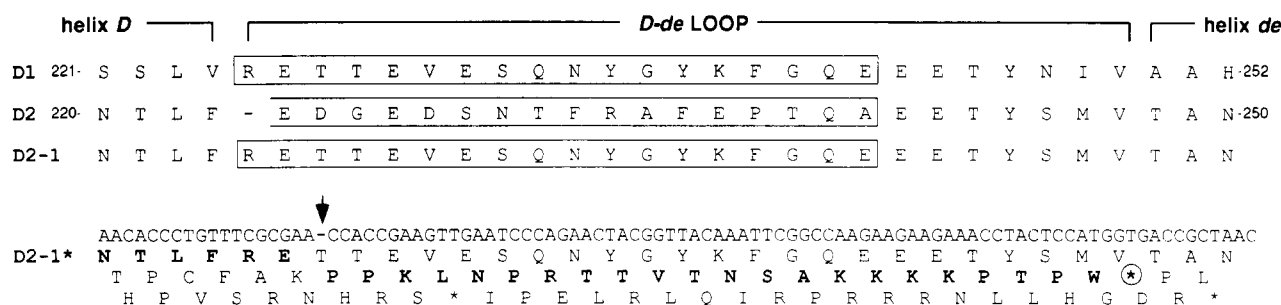 helix D D-de LOOP helix de
D1 221- S S L V R E T T E V E S Q N Y G Y K F G Q E E E T Y N I V A A H -252
D2 220- N T L F - E D G E D S N T F R A F E P T Q A E E T Y S M V T A N -250
D2-1 N T L F R E T T E V E S Q N Y G Y K F G Q E E E T Y S M V T A N
AACACCCTGTTTCGCGAA-CCACCGAAGTTGAATCCCAGAACTACGGTTACAAATTCGGCCAAGAAGAAGAAACCTACTCCATGGTGACCGCTAAC
D2-1* N T L F R E T T E V E S Q N Y G Y K F G Q E E E T Y S M V T A N
T P C F A K P P K L N P R T T V T N S A K K K K P T P W * P L
H P V S R N H R S * I P E L R L Q I R P R R R N L L H G D R *